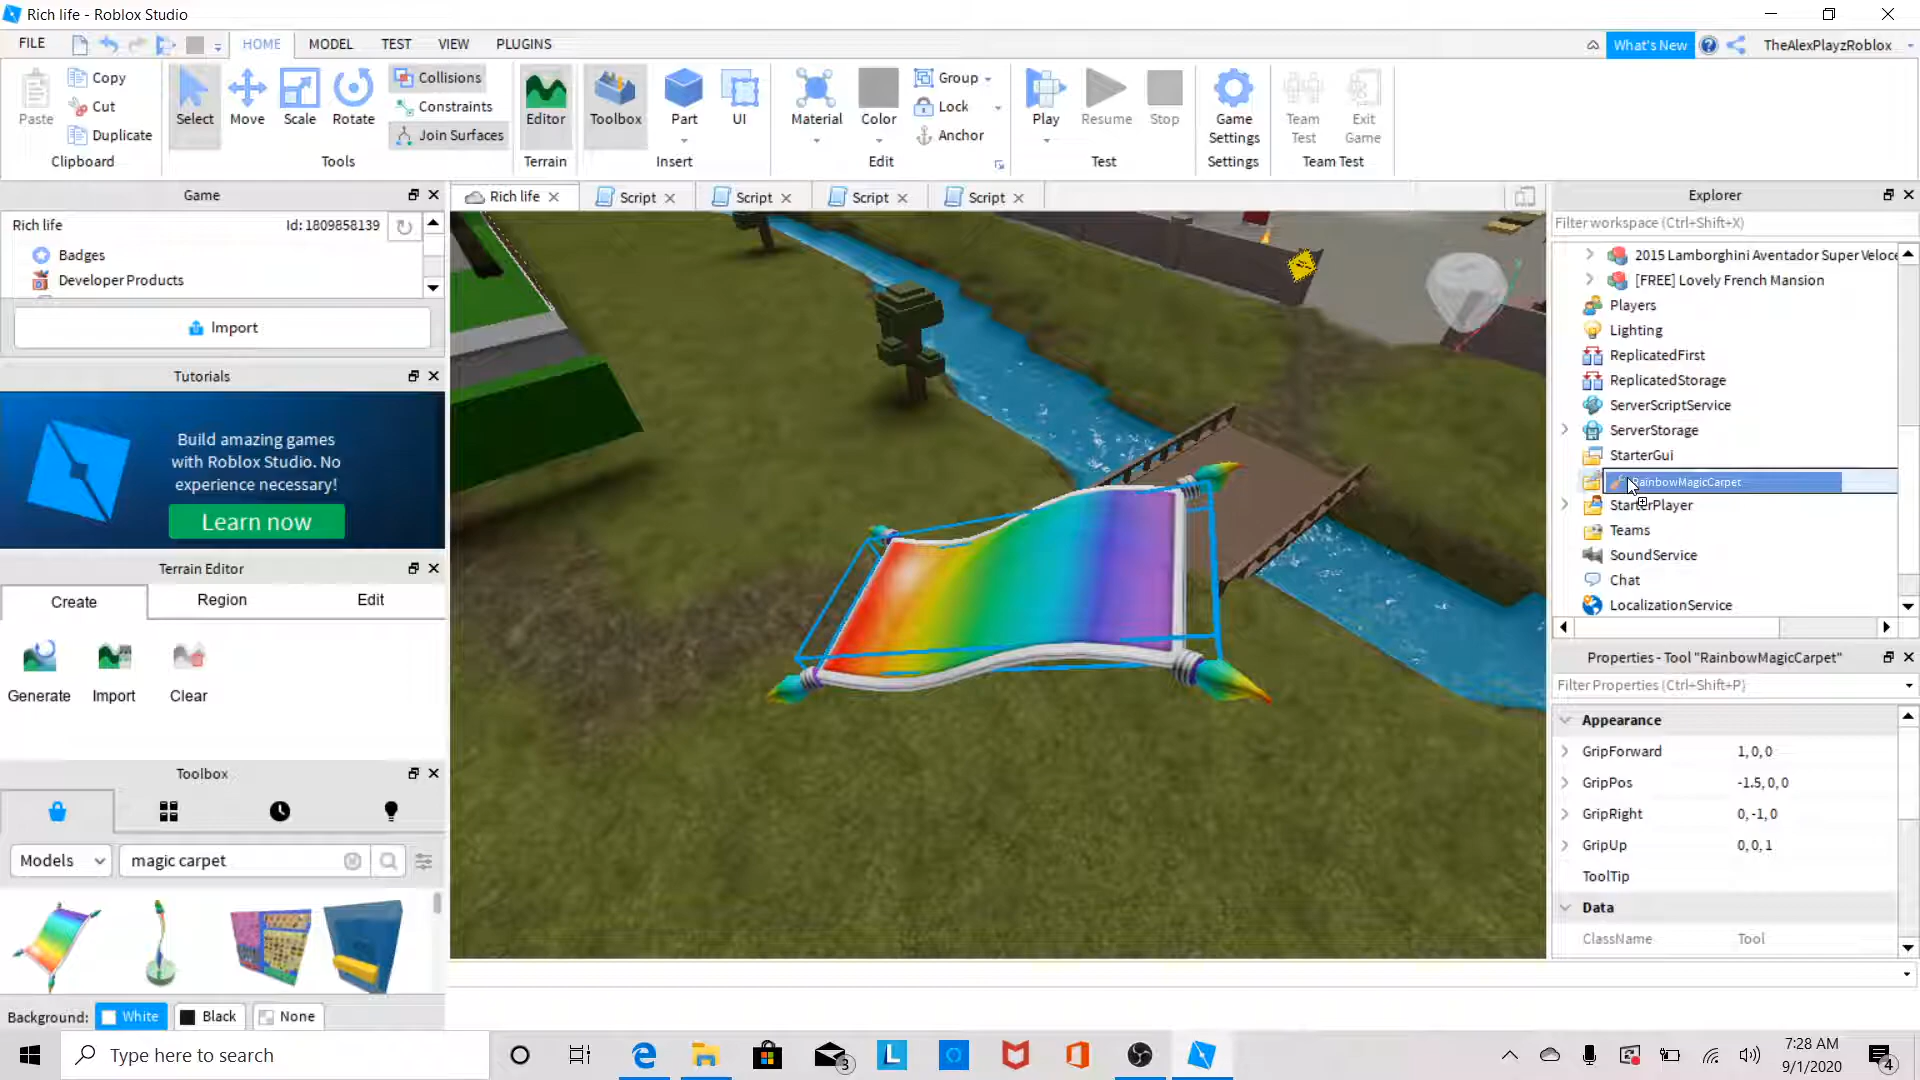 Rich life - Roblox Studio
FILE
HOME
MODEL
TEST
VIEW
PLUGINS
What's New
TheAlexPlayzRoblox
Paste
Copy
Cut
Duplicate
Clipboard
Select
Move
Scale
Rotate
Collisions
Constraints
Join Surfaces
Tools
Editor
Terrain
Toolbox
Part
UI
Insert
Material
Color
Group
Lock
Anchor
Edit
Play
Resume
Stop
Test
Game
Settings
Settings
Team
Test
Exit
Game
Team Test
Game
Rich life
Id: 1809858139
Badges
Developer Products
Import
Tutorials
Build amazing games
with Roblox Studio. No
experience necessary!
Learn now
Terrain Editor
Create
Region
Edit
Generate
Import
Clear
Toolbox
Models
magic carpet
Background:
White
Black
None
Rich life
Script
Script
Script
Script
Explorer
Filter workspace (Ctrl+Shift+X)
2015 Lamborghini Aventador Super Veloce
[FREE] Lovely French Mansion
Players
Lighting
ReplicatedFirst
ReplicatedStorage
ServerScriptService
ServerStorage
StarterGui
RainbowMagicCarpet
StarterPlayer
Teams
SoundService
Chat
LocalizationService
Properties - Tool "RainbowMagicCarpet"
Filter Properties (Ctrl+Shift+P)
Appearance
GripForward 1, 0, 0
GripPos -1.5, 0, 0
GripRight 0, -1, 0
GripUp 0, 0, 1
ToolTip
Data
ClassName Tool
Type here to search
3
L
7:28 AM
9/1/2020
4